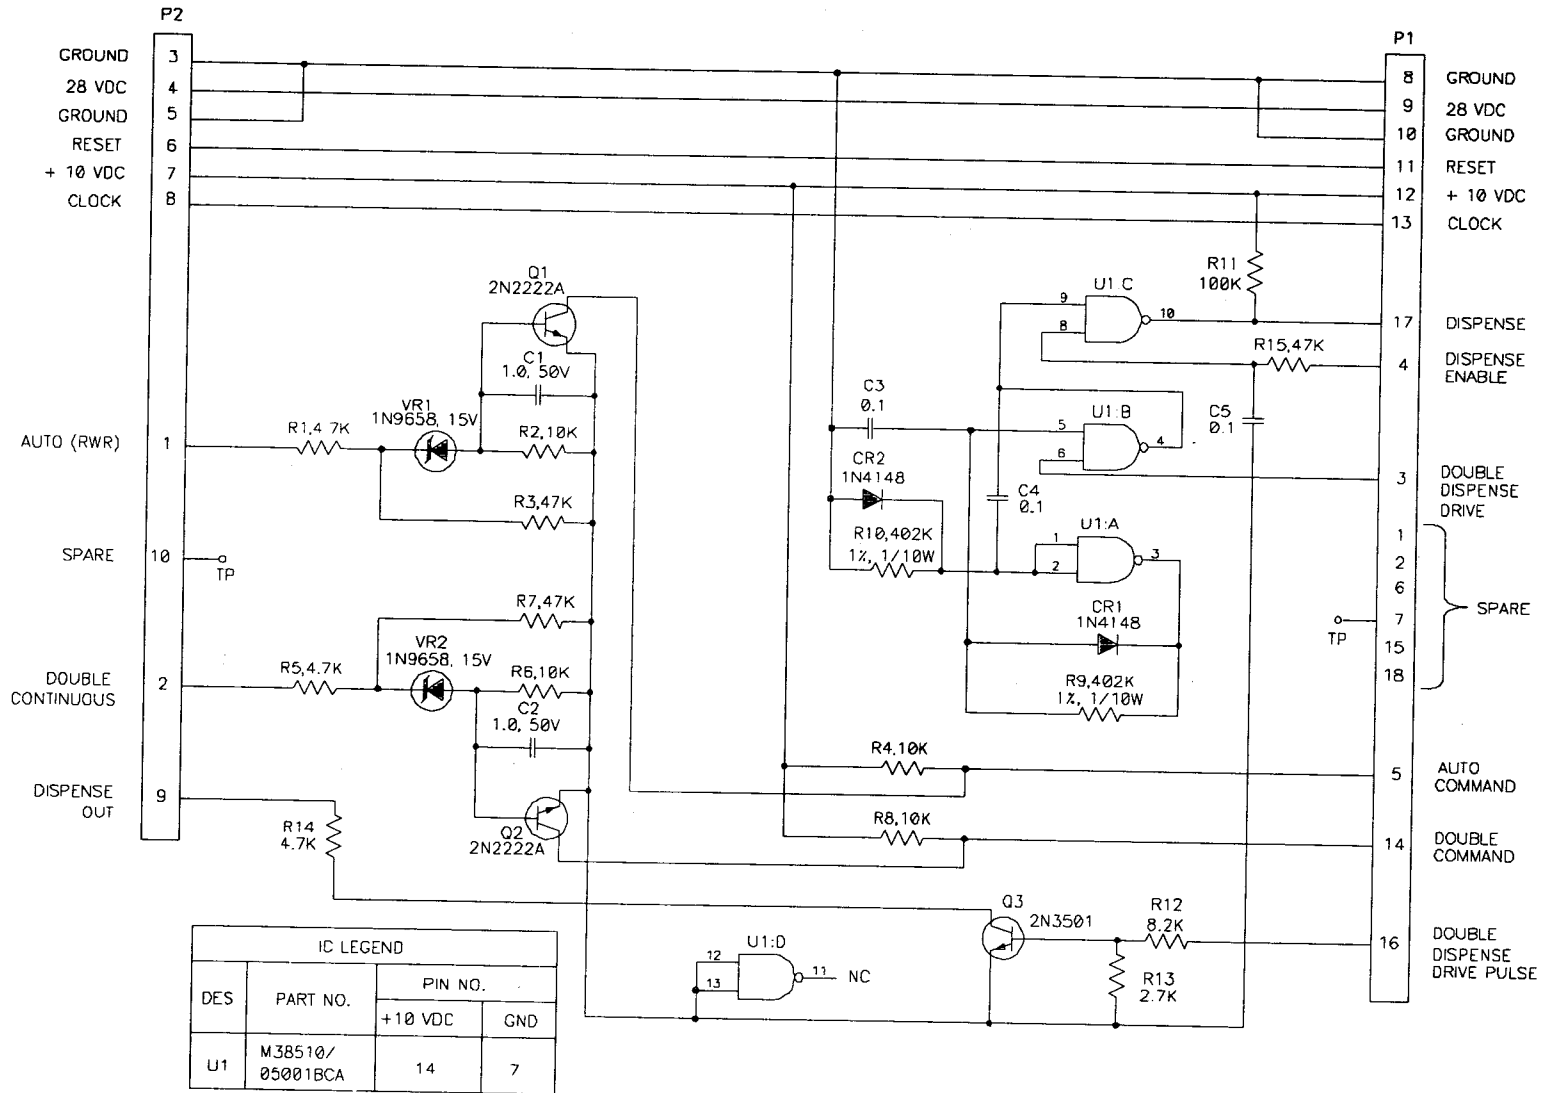 P2
P1
GROUND 3
28 VDC 4
GROUND 5
RESET 6
+ 10 VDC 7
CLOCK 8
8 GROUND
9 28 VDC
10 GROUND
11 RESET
12 + 10 VDC
13 CLOCK
Q1
2N2222A
C1
1.0, 50V
VR1
1N965B, 15V
AUTO (RWR) 1
R1,4 7K
R2,10K
R3,47K
SPARE 10
TP
R7,47K
VR2
1N965B, 15V
DOUBLE
CONTINUOUS
2
R5,4.7K
R6,10K
C2
1.0, 50V
DISPENSE
OUT
9
R14
4.7K
Q2
2N2222A
R11
100K
U1:C
9
8
10
17 DISPENSE
R15,47K
4 DISPENSE
ENABLE
C3
0.1
U1:B
5
6
4
C5
0.1
CR2
1N4148
C4
0.1
3 DOUBLE
DISPENSE
DRIVE
R10,402K
1%, 1/10W
U1:A
1
2
3
1
2
6
7
15
18
SPARE
TP
CR1
1N4148
R9,402K
1%, 1/10W
R4,10K
5 AUTO
COMMAND
R8,10K
14 DOUBLE
COMMAND
Q3
2N3501
R12
8.2K
16 DOUBLE
DISPENSE
DRIVE PULSE
R13
2.7K
U1:D
12
13
11 NC
IC LEGEND
DES PART NO. PIN NO.
+10 VDC GND
U1 M38510/
05001BCA
14 7